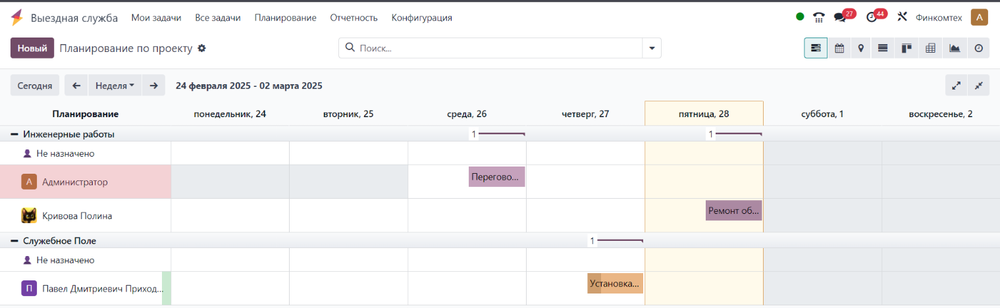 Выездная служба Мои задачи Все задачи Планирование Отчетность Конфигурация 27 44 Финкомтех А
Новый Планирование по проекту Поиск...
Сегодня Неделя 24 февраля 2025 - 02 марта 2025
Планирование понедельник, 24 вторник, 25 среда, 26 четверг, 27 пятница, 28 суббота, 1 воскресенье, 2
Инженерные работы 1 1
Не назначено
А Администратор Перегово...
Кривова Полина Ремонт об...
Служебное Поле 1
Не назначено
П Павел Дмитриевич Приход... Установка...